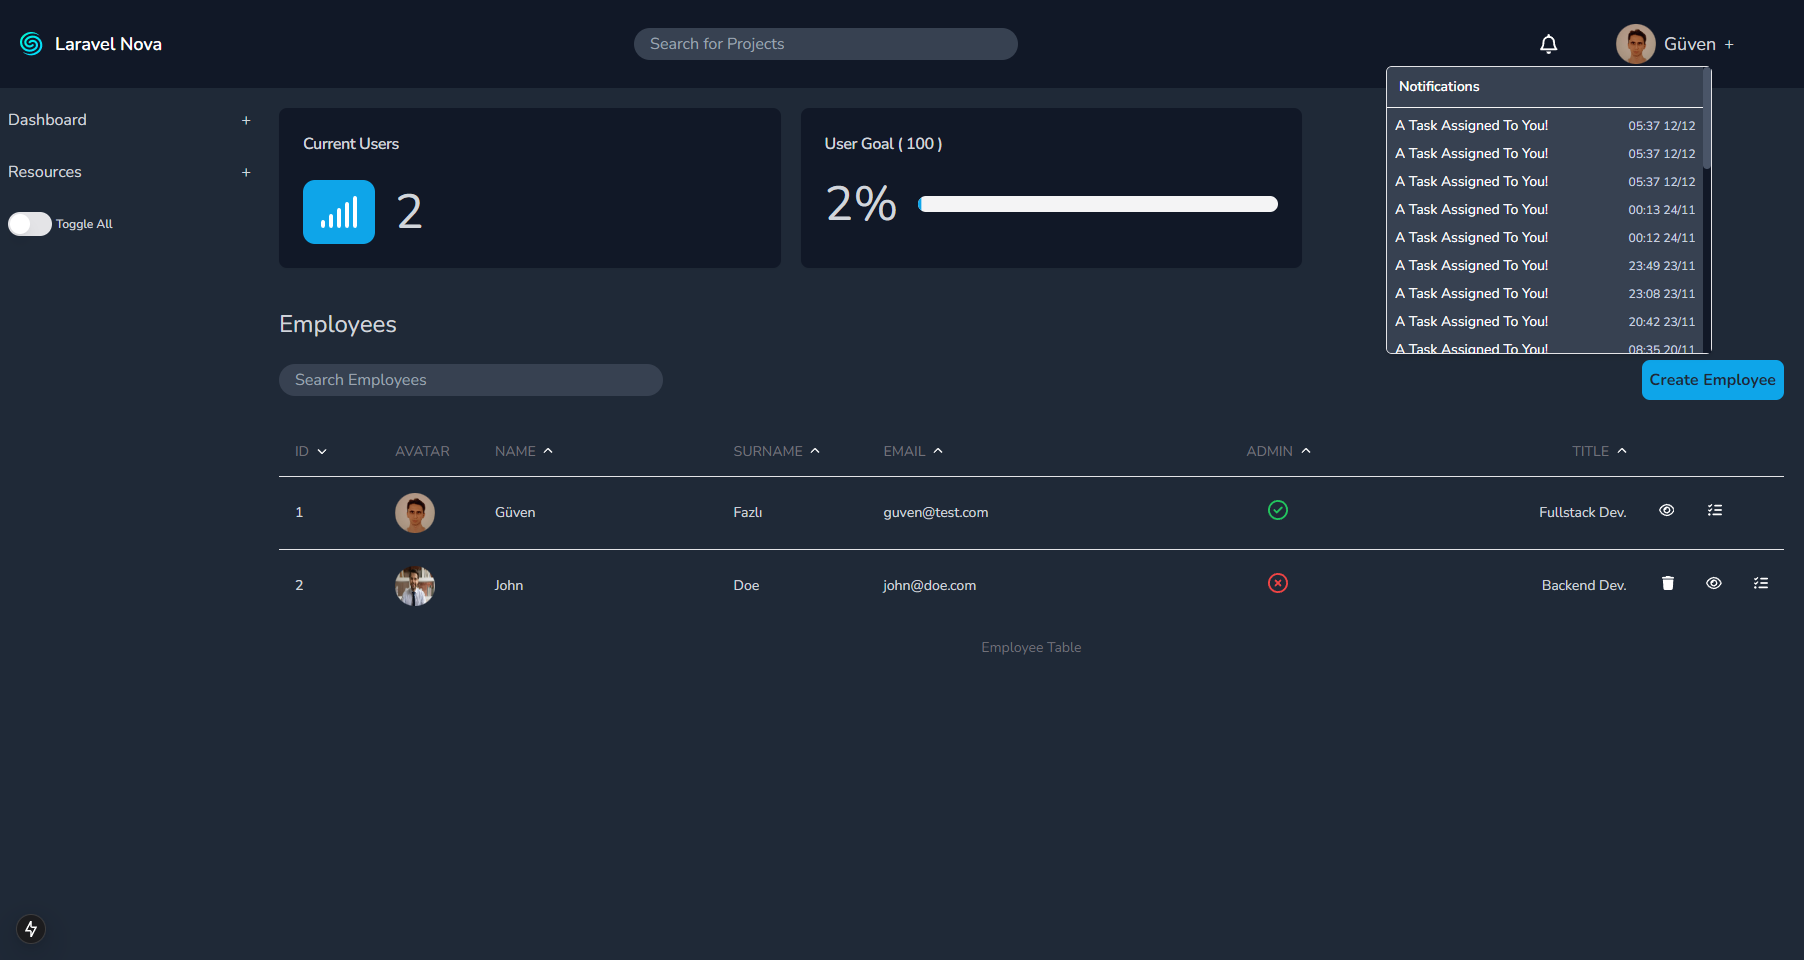 Laravel Nova
Search for Projects
Güven +
Notifications
A Task Assigned To You! 05:37 12/12
A Task Assigned To You! 05:37 12/12
A Task Assigned To You! 05:37 12/12
A Task Assigned To You! 00:13 24/11
A Task Assigned To You! 00:12 24/11
A Task Assigned To You! 23:49 23/11
A Task Assigned To You! 23:08 23/11
A Task Assigned To You! 20:42 23/11
A Task Assigned To You! 08:35 20/11
Dashboard +
Resources +
Toggle All
Current Users
2
User Goal ( 100 )
2%
Employees
Search Employees
Create Employee
ID AVATAR NAME SURNAME EMAIL ADMIN TITLE
1 Güven Fazlı guven@test.com Fullstack Dev.
2 John Doe john@doe.com Backend Dev.
Employee Table